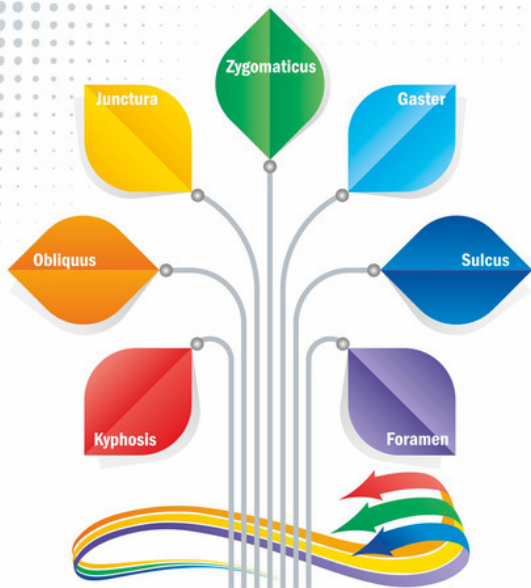 Zygomaticus
Junctura
Gaster
Obliquus
Sulcus
Kyphosis
Foramen